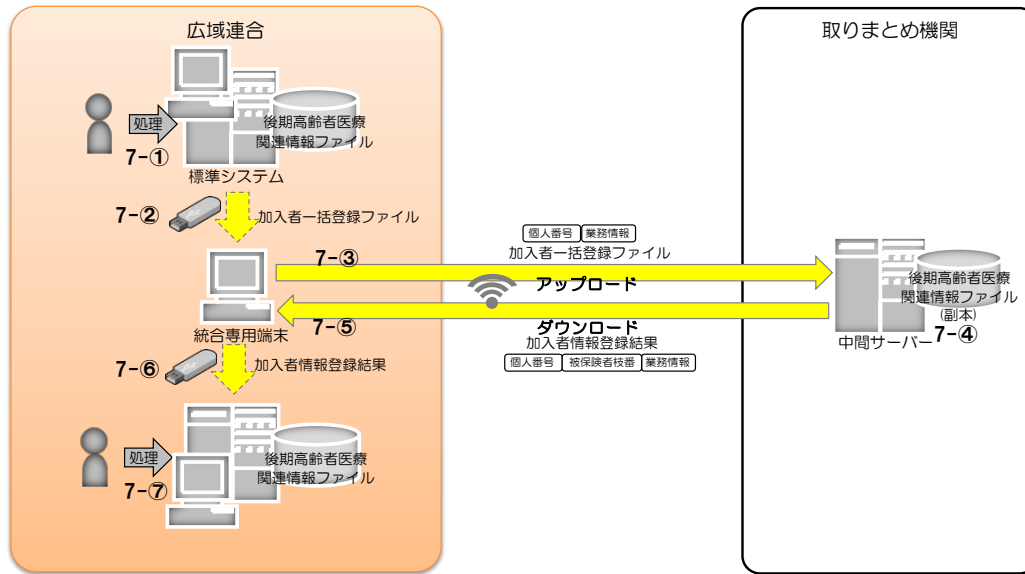 広域連合
処理
7-①
後期高齢者医療
関連情報ファイル
標準システム
7-②
加入者一括登録ファイル
統合専用端末
7-③
個人番号 業務情報
加入者一括登録ファイル
アップロード
取りまとめ機関
後期高齢者医療
関連情報ファイル
(副本)
7-④
中間サーバー
7-⑤
ダウンロード
加入者情報登録結果
個人番号 被保険者枝番 業務情報
7-⑥
加入者情報登録結果
処理
7-⑦
後期高齢者医療
関連情報ファイル